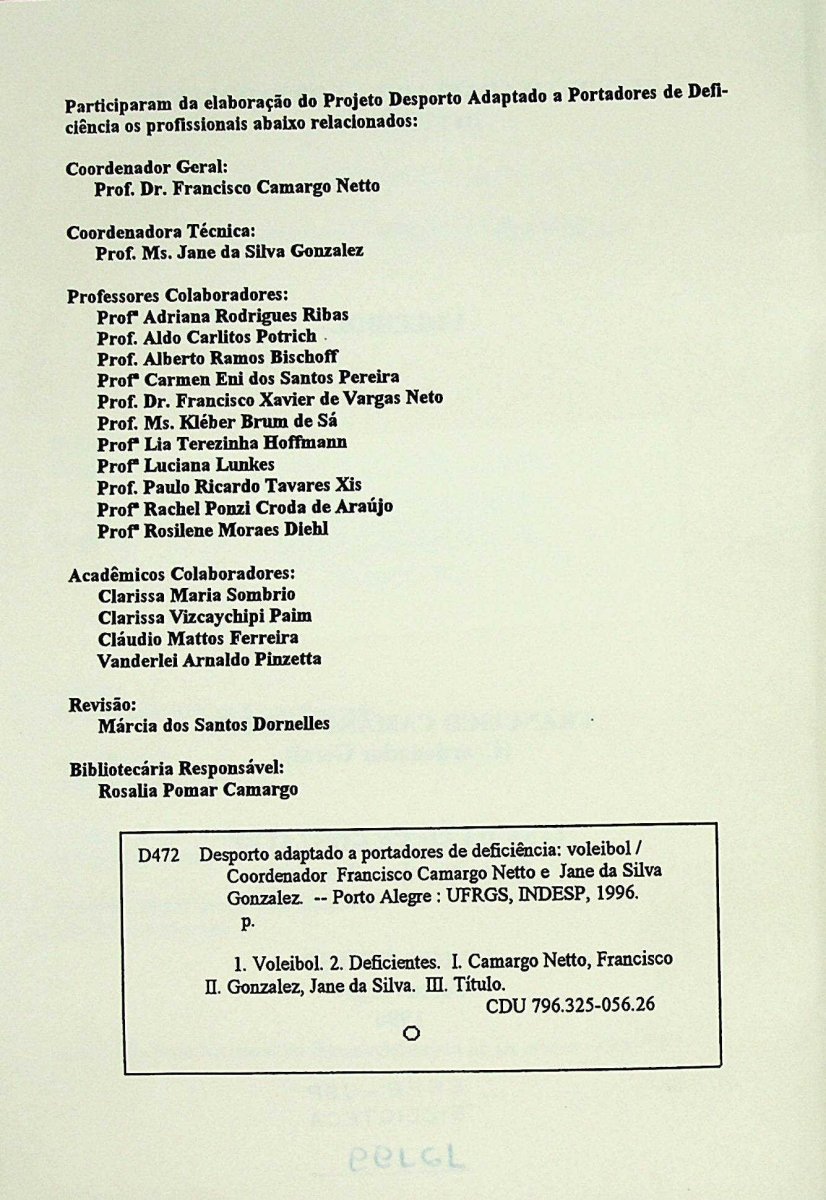 Participaram da elaboração do Projeto Desporto Adaptado a Portadores de Defi-
ciência os profissionais abaixo relacionados:
Coordenador Geral:
Prof. Dr. Francisco Camargo Netto
Coordenadora Técnica:
Prof. Ms. Jane da Silva Gonzalez
Professores Colaboradores:
Profª Adriana Rodrigues Ribas
Prof. Aldo Carlitos Potrich
Prof. Alberto Ramos Bischoff
Profª Carmen Eni dos Santos Pereira
Prof. Dr. Francisco Xavier de Vargas Neto
Prof. Ms. Kléber Brum de Sá
Profª Lia Terezinha Hoffmann
Profª Luciana Lunkes
Prof. Paulo Ricardo Tavares Xis
Profª Rachel Ponzi Croda de Araújo
Profª Rosilene Moraes Diehl
Acadêmicos Colaboradores:
Clarissa Maria Sombrio
Clarissa Vizcaychipi Paim
Cláudio Mattos Ferreira
Vanderlei Arnaldo Pinzetta
Revisão:
Márcia dos Santos Dornelles
Bibliotecária Responsável:
Rosalia Pomar Camargo
D472 Desporto adaptado a portadores de deficiência: voleibol /
Coordenador Francisco Camargo Netto e Jane da Silva
Gonzalez. -- Porto Alegre : UFRGS, INDESP, 1996.
p.
1. Voleibol. 2. Deficientes. I. Camargo Netto, Francisco
II. Gonzalez, Jane da Silva. III. Título.
CDU 796.325-056.26